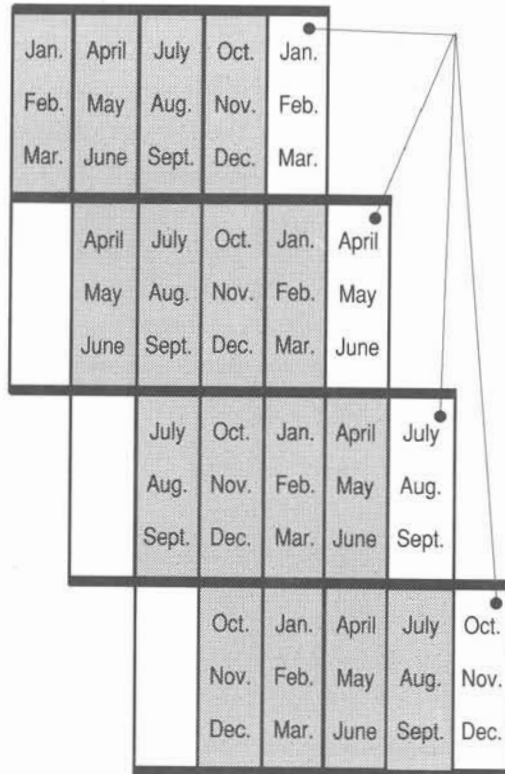 Jan. April July Oct. Jan.
Feb. May Aug. Nov. Feb.
Mar. June Sept. Dec. Mar.
April July Oct. Jan. April
May Aug. Nov. Feb. May
June Sept. Dec. Mar. June
July Oct. Jan. April July
Aug. Nov. Feb. May Aug.
Sept. Dec. Mar. June Sept.
Oct. Jan. April July Oct.
Nov. Feb. May Aug. Nov.
Dec. Mar. June Sept. Dec.